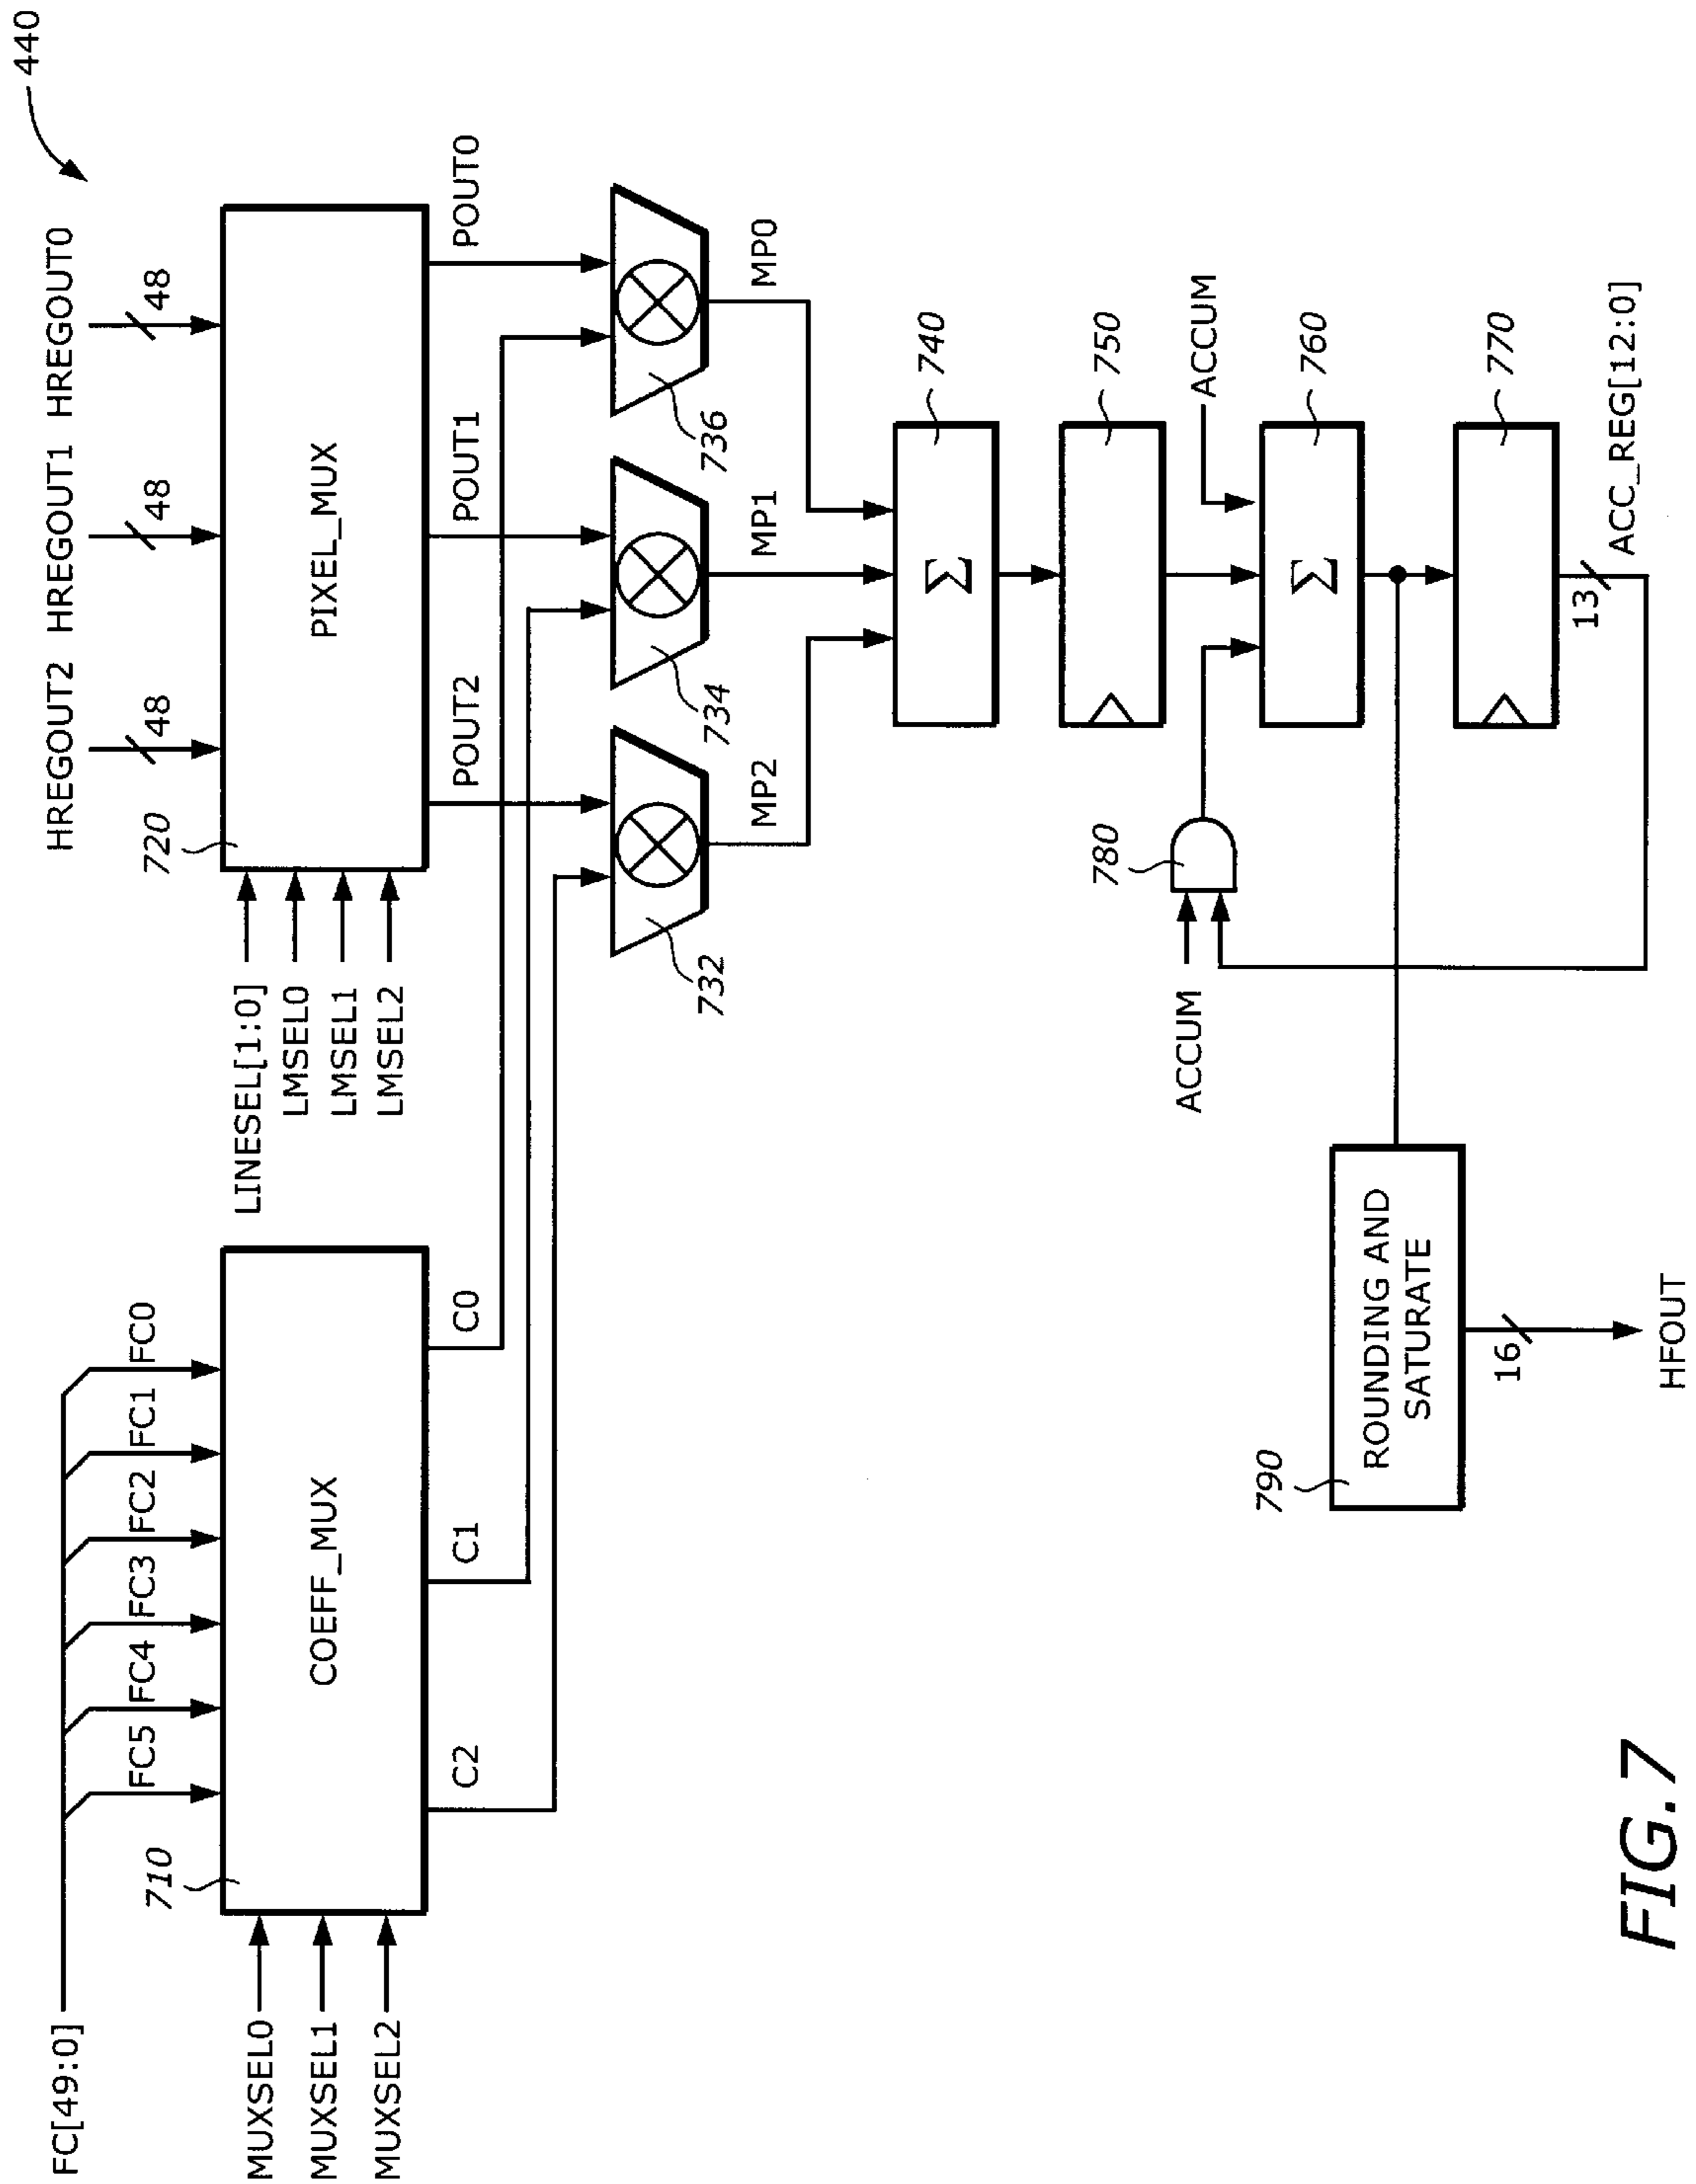 440
HREGOUT2 HREGOUT1 HREGOUT0
48
48
48
FC[49:0]
FC5
FC4
FC3
FC2
FC1
FC0
710
720
MUXSEL0
MUXSEL1
MUXSEL2
COEFF_MUX
LINESEL[1:0]
LMSEL0
LMSEL1
LMSEL2
PIXEL_MUX
C2
C1
C0
POUT2
POUT1
POUT0
732
734
736
MP2
MP1
MP0
740
Σ
750
ACCUM
780
ACCUM
760
Σ
770
13
ACC_REG[12:0]
790
ROUNDING AND
SATURATE
16
HFOUT
FIG.7